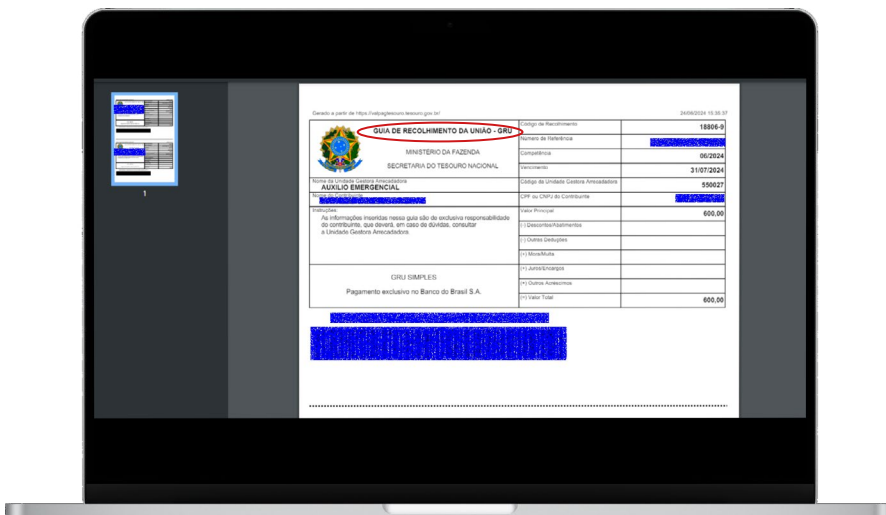 Gerado a partir de https://valpagtesouro.tesouro.gov.br/
24/06/2024 15:30:37
GUIA DE RECOLHIMENTO DA UNIÃO - GRU
MINISTÉRIO DA FAZENDA
SECRETARIA DO TESOURO NACIONAL
Código de Recolhimento
18806-9
Número de Referência
Competência
06/2024
Vencimento
31/07/2024
Nome da Unidade Gestora Arrecadadora
AUXILIO EMERGENCIAL
Código da Unidade Gestora Arrecadadora
550027
Nome do Contribuinte
CPF ou CNPJ do Contribuinte
Instruções:
As informações inseridas nessa guia são de exclusiva responsabilidade
do contribuinte, que deverá, em caso de dúvidas, consultar
a Unidade Gestora Arrecadadora
Valor Principal
600,00
(-) Descontos/Abatimentos
(-) Outras Deduções
(+) Mora/Multa
(+) Juros/Encargos
(+) Outros Acréscimos
(=) Valor Total
600,00
GRU SIMPLES
Pagamento exclusivo no Banco do Brasil S.A.
1